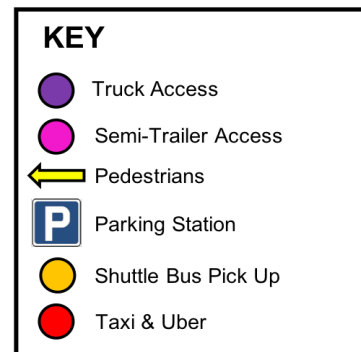 KEY
Truck Access
Semi-Trailer Access
Pedestrians
P Parking Station
Shuttle Bus Pick Up
Taxi & Uber